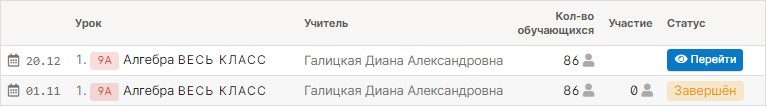 Урок Учитель Кол-во обучающихся Участие Статус
20.12 1. 9А Алгебра ВЕСЬ КЛАСС Галицкая Диана Александровна 86 Перейти
01.11 1. 9А Алгебра ВЕСЬ КЛАСС Галицкая Диана Александровна 86 0 Завершён